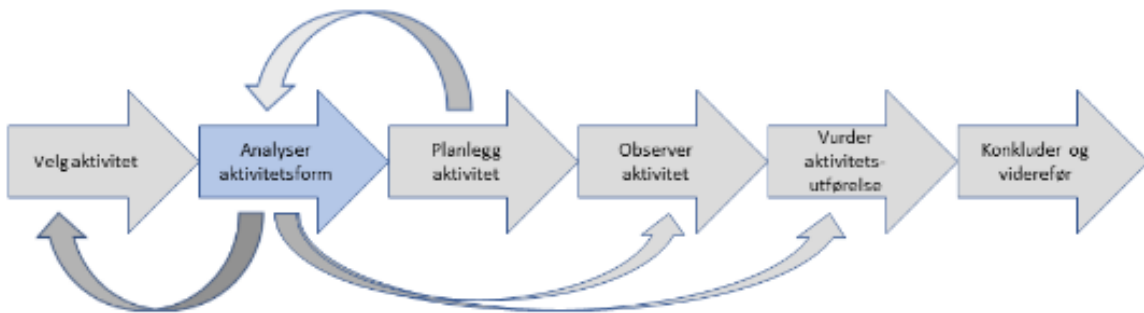 Velg aktivitet
Analyser
aktivitetsform
Planlegg
aktivitet
Observer
aktivitet
Vurder
aktivitets-
utførelse
Konkluder og
viderefør